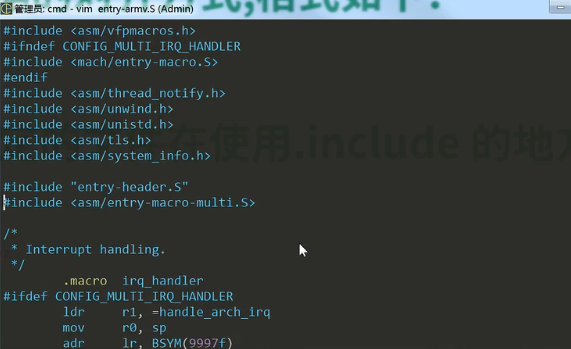 式,格式如下:
管理员: cmd - vim  entry-armv.S (Admin)
#include <asm/vfpmacros.h>
#ifndef CONFIG_MULTI_IRQ_HANDLER
#include <mach/entry-macro.S>
#endif
#include <asm/thread_notify.h>
#include <asm/unwind.h>
#include <asm/unistd.h>
#include <asm/tls.h>
#include <asm/system_info.h>
在使用.include 的地
#include "entry-header.S"
#include <asm/entry-macro-multi.S>
/*
 * Interrupt handling.
 */
        .macro  irq_handler
#ifdef CONFIG_MULTI_IRQ_HANDLER
        ldr     r1, =handle_arch_irq
        mov     r0, sp
        adr     lr, BSYM(9997f)